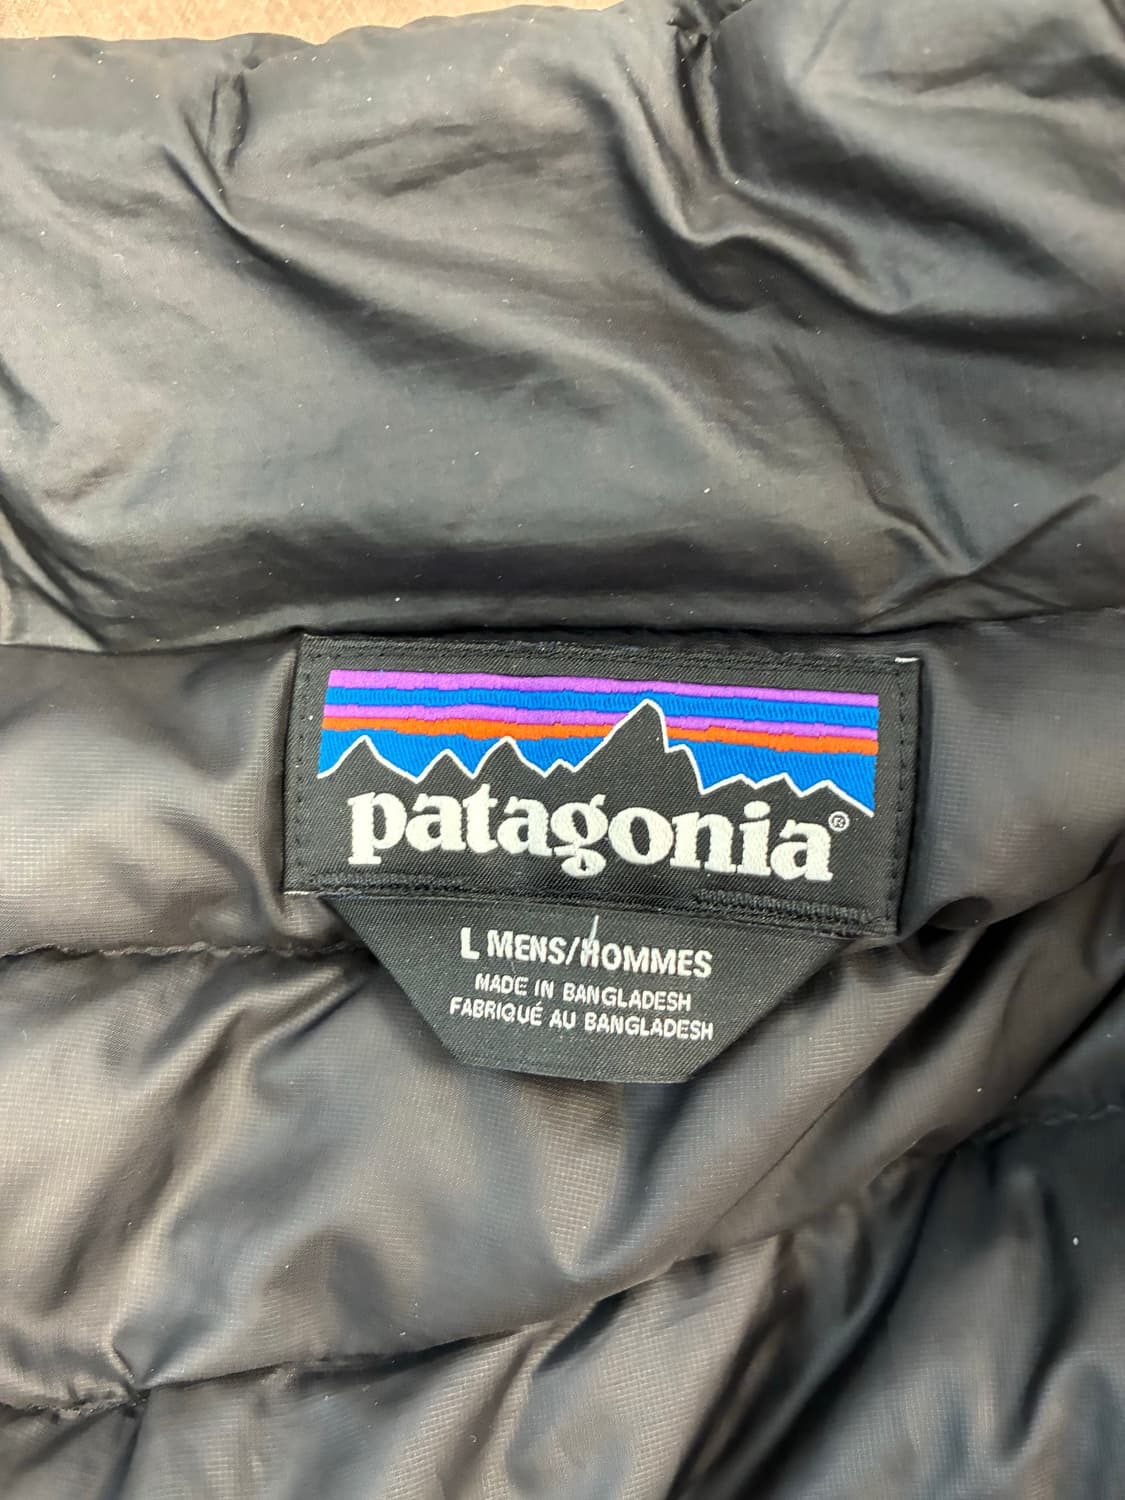 patagonia®
L MENS/HOMMES
MADE IN BANGLADESH
FABRIQUÉ AU BANGLADESH